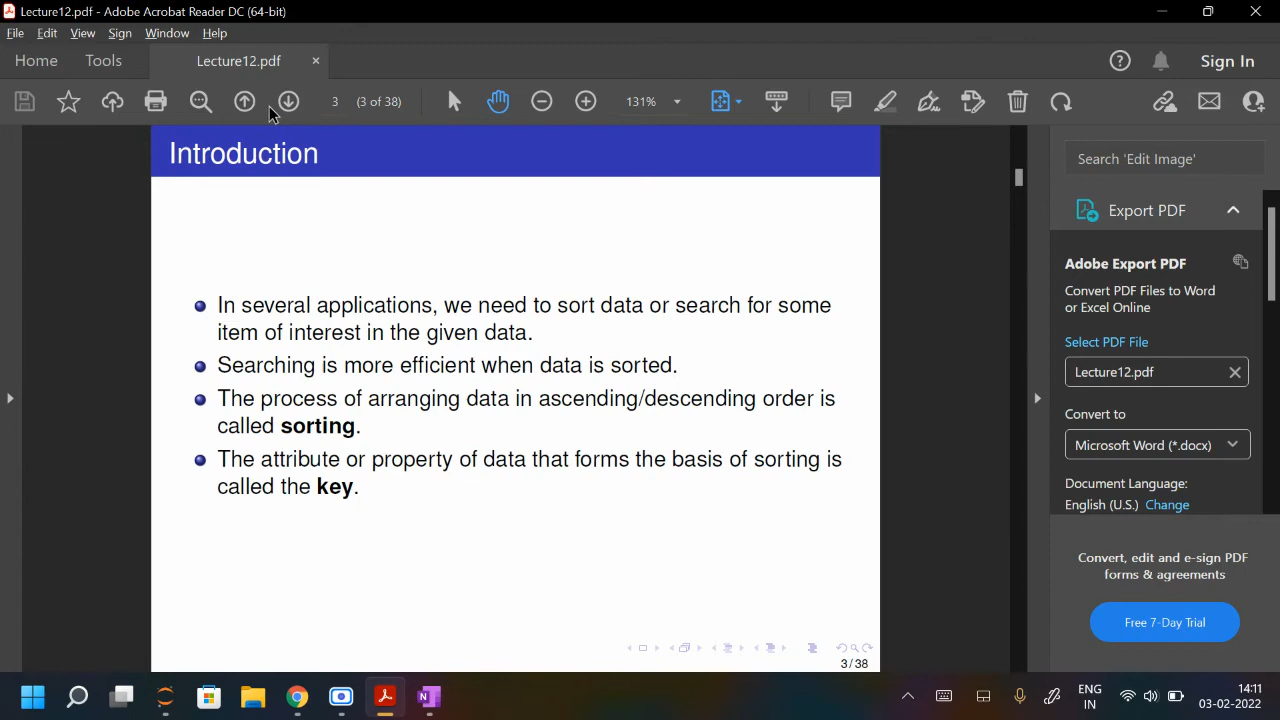 Lecture12.pdf - Adobe Acrobat Reader DC (64-bit)
File Edit View Sign Window Help
Home Tools Lecture12.pdf × Sign In
3 (3 of 38) 131%
Introduction
In several applications, we need to sort data or search for some
item of interest in the given data.
Searching is more efficient when data is sorted.
The process of arranging data in ascending/descending order is
called sorting.
The attribute or property of data that forms the basis of sorting is
called the key.
3/38
Search 'Edit Image'
Export PDF
Adobe Export PDF
Convert PDF Files to Word
or Excel Online
Select PDF File
Lecture12.pdf
Convert to
Microsoft Word (*.docx)
Document Language:
English (U.S.) Change
Convert, edit and e-sign PDF
forms & agreements
Free 7-Day Trial
ENG
IN
14:11
03-02-2022